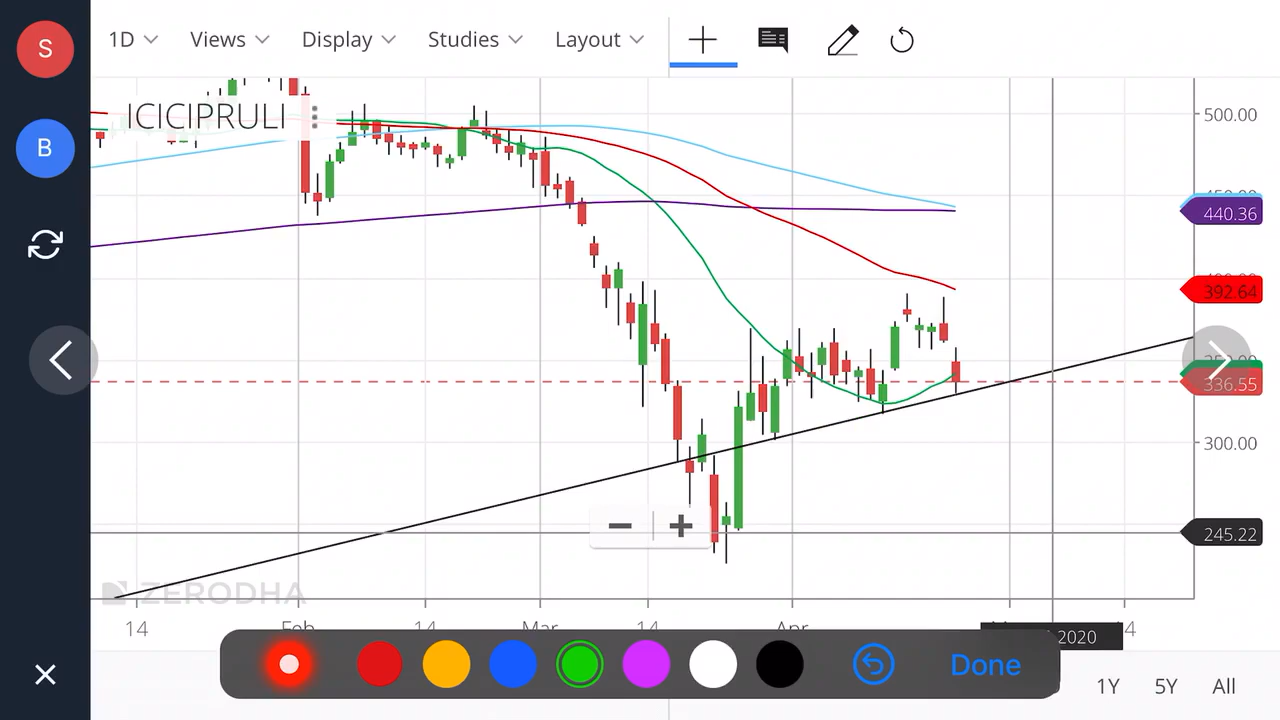 S
B
1D Views Display Studies Layout
ICICIPRULI
500.00
440.36
392.64
336.55
300.00
245.22
ZERODHA
14 Feb 14 Mar 14 Apr
2020
Done
1Y 5Y All